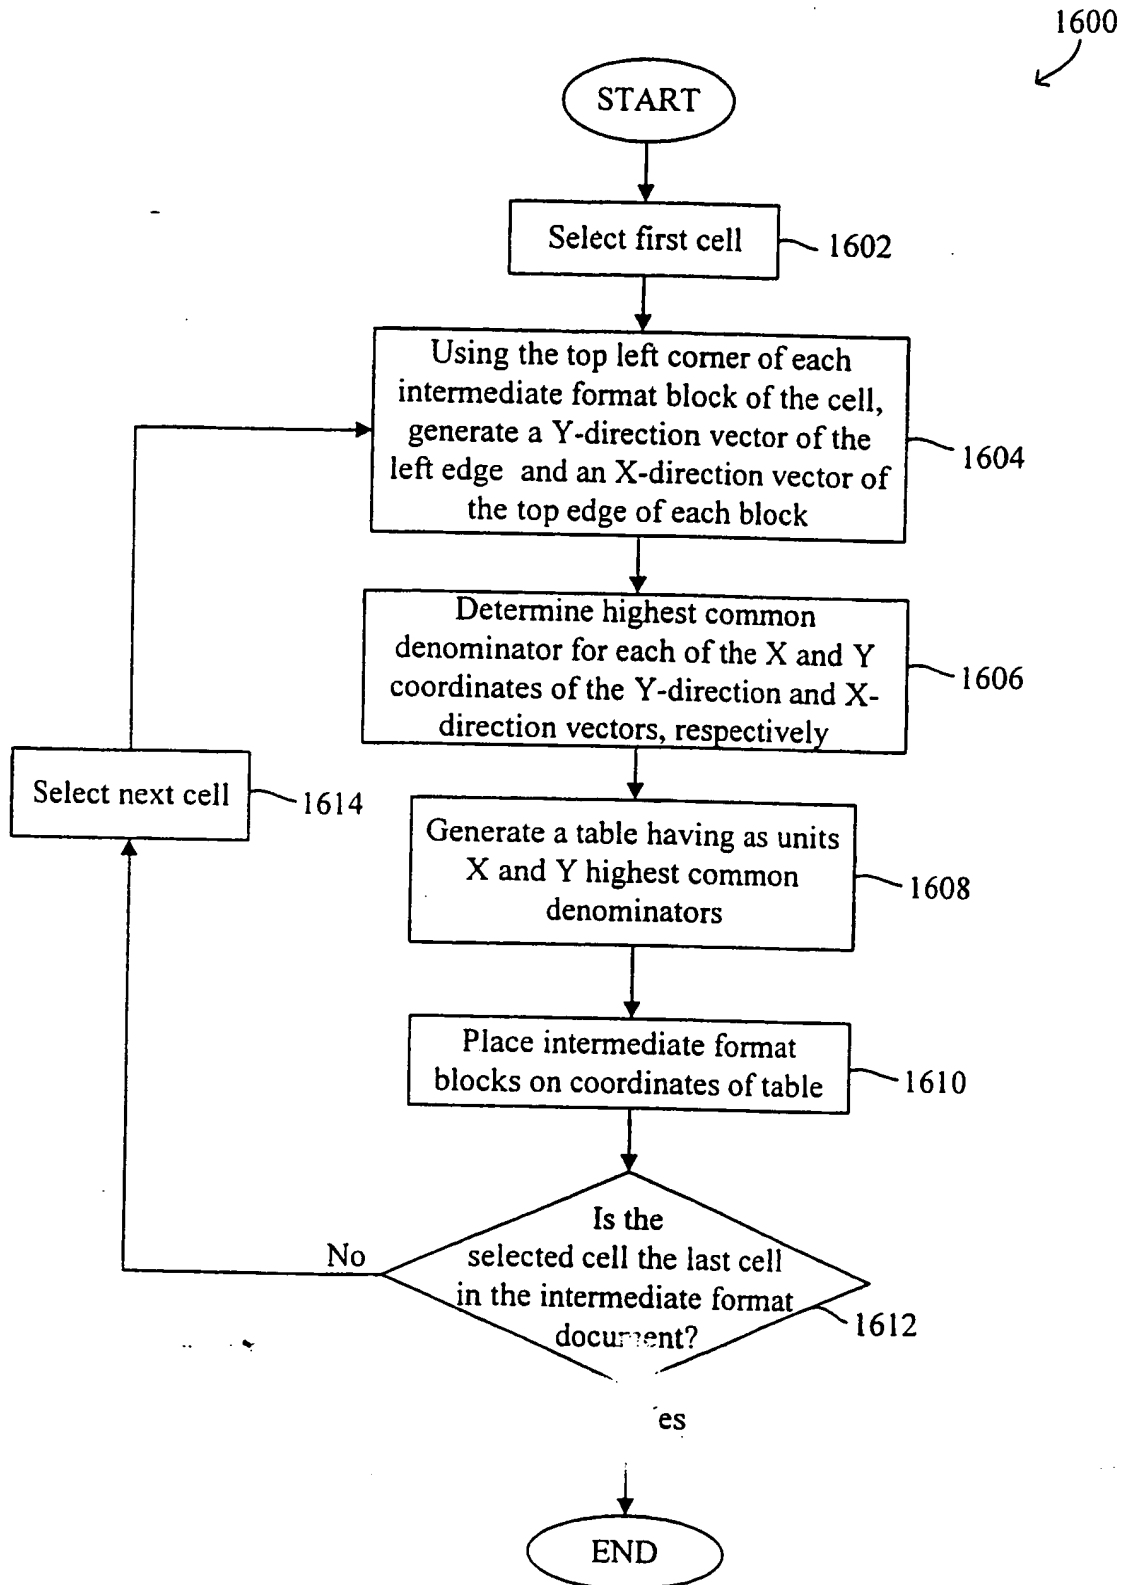 1600
START
Select first cell
1602
Using the top left corner of each
intermediate format block of the cell,
generate a Y-direction vector of the
left edge and an X-direction vector of
the top edge of each block
1604
Determine highest common
denominator for each of the X and Y
coordinates of the Y-direction and X-
direction vectors, respectively
1606
Select next cell
1614
Generate a table having as units
X and Y highest common
denominators
1608
Place intermediate format
blocks on coordinates of table
1610
Is the
selected cell the last cell
in the intermediate format
document?
1612
No
es
END